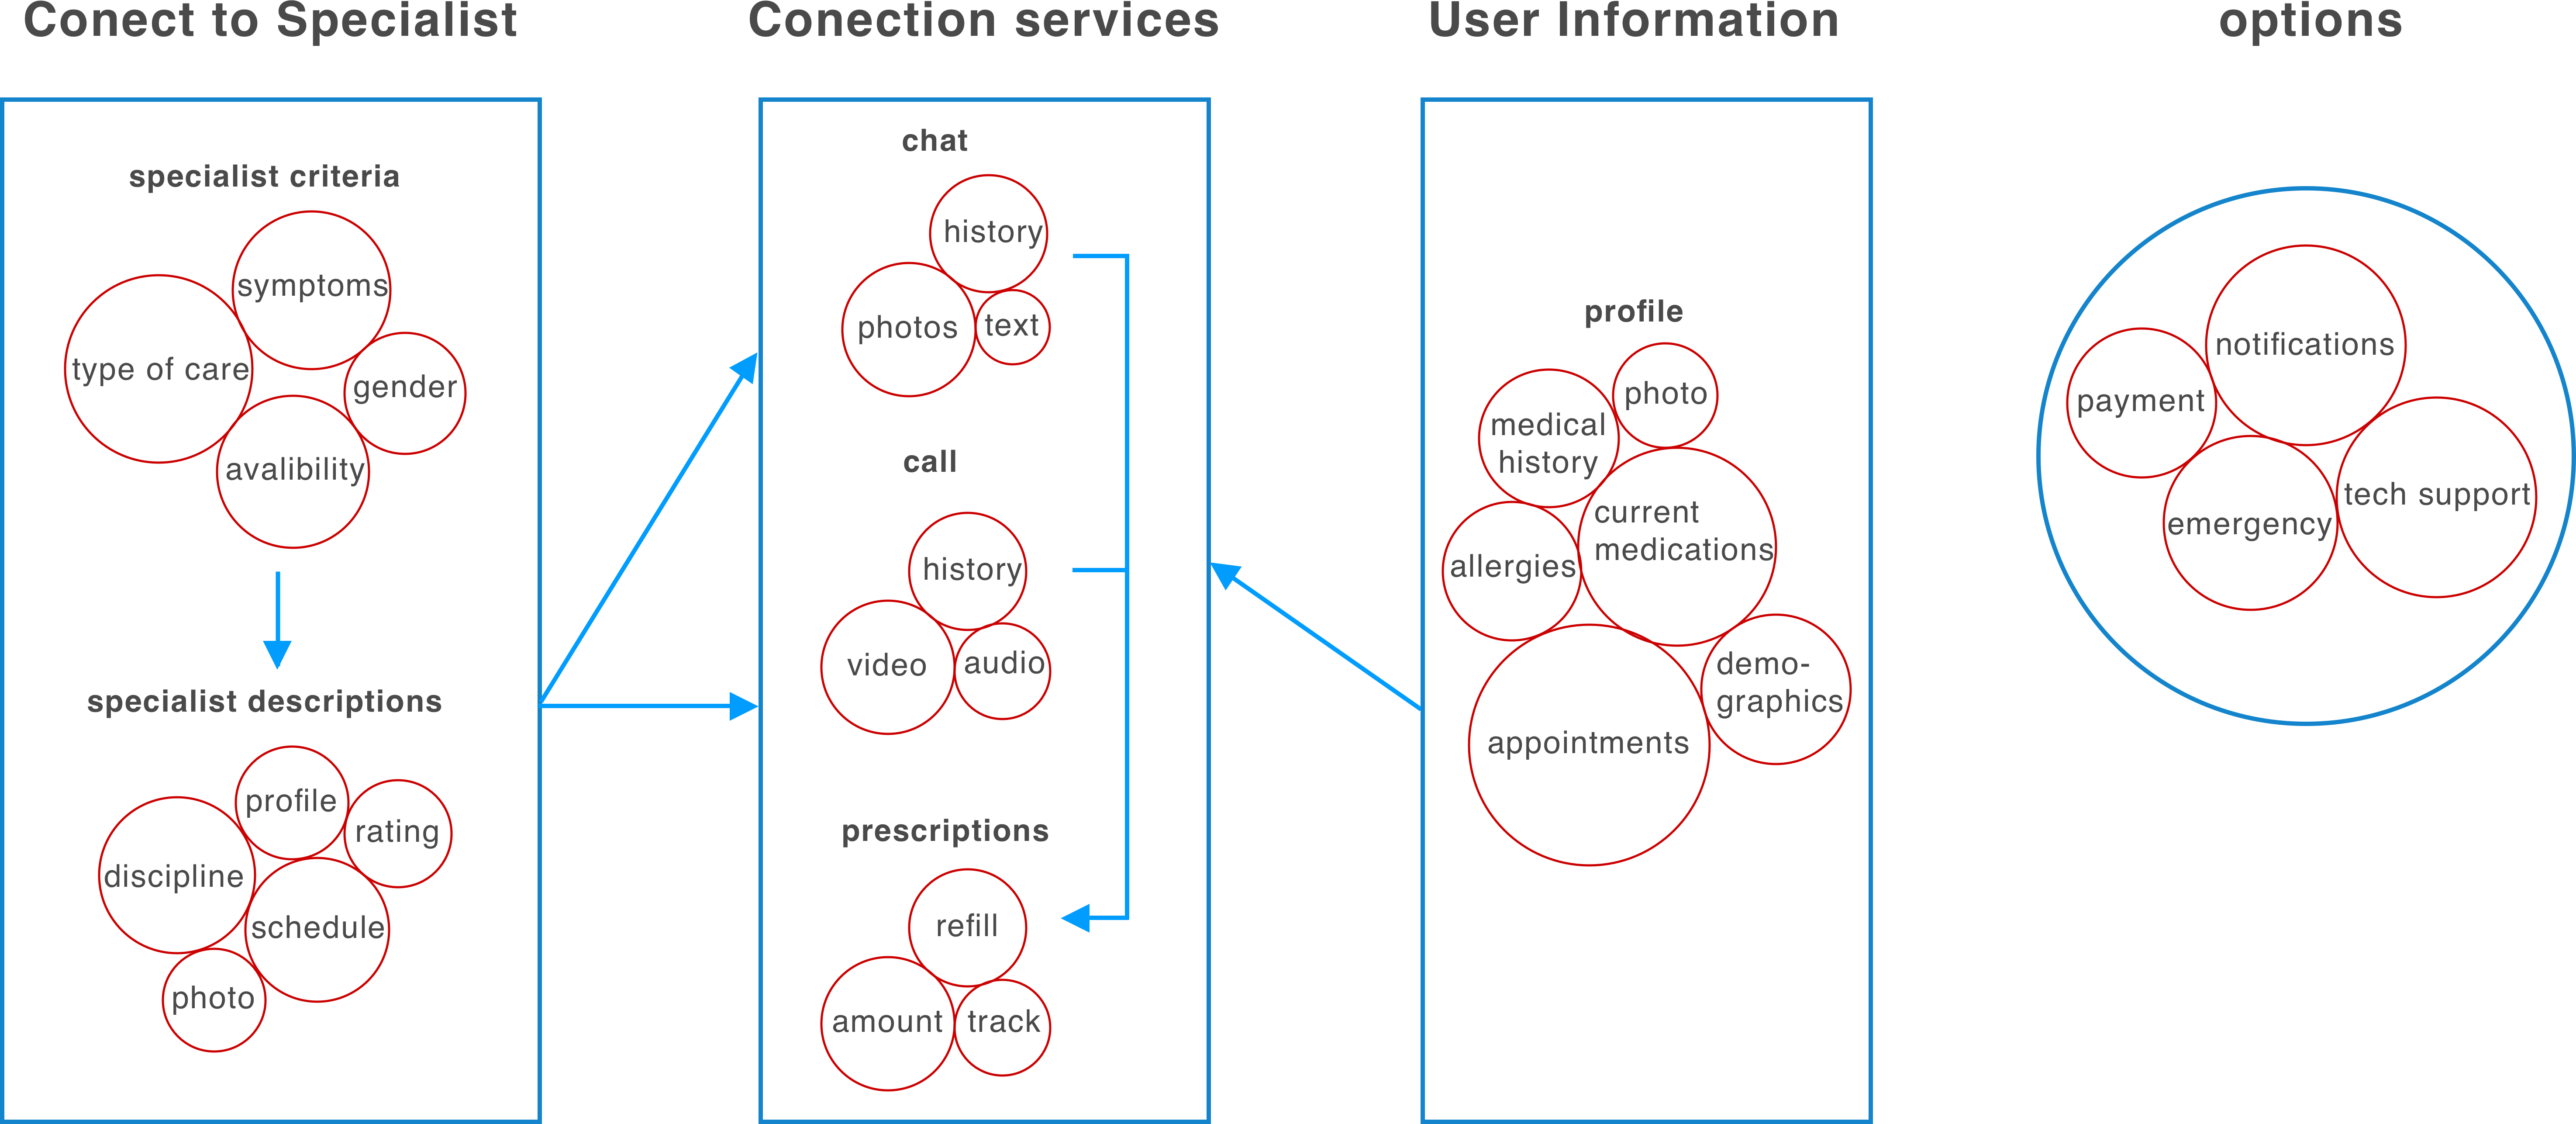 Conect to Specialist
specialist criteria
symptoms
type of care
gender
avalibility
specialist descriptions
profile
rating
discipline
schedule
photo
Conection services
chat
history
photos
text
call
history
video
audio
prescriptions
refill
amount
track
User Information
profile
photo
medical
history
current
medications
allergies
demo-
graphics
appointments
options
notifications
payment
tech support
emergency